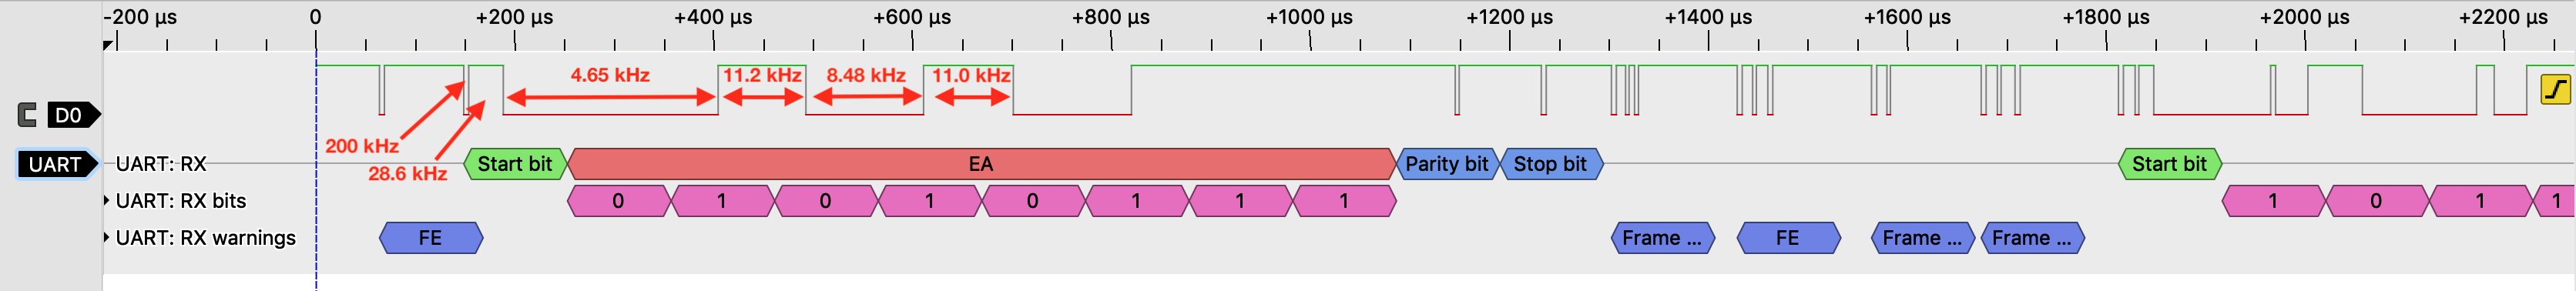 -200 µs 0 +200 µs +400 µs +600 µs +800 µs +1000 µs +1200 µs +1400 µs +1600 µs +1800 µs +2000 µs +2200 µs
4.65 kHz 11.2 kHz 8.48 kHz 11.0 kHz
D0
200 kHz
28.6 kHz
UART UART: RX Start bit EA Parity bit Stop bit Start bit
UART: RX bits 0 1 0 1 0 1 1 1 1 0 1 1
UART: RX warnings FE Frame ... FE Frame ... Frame ...